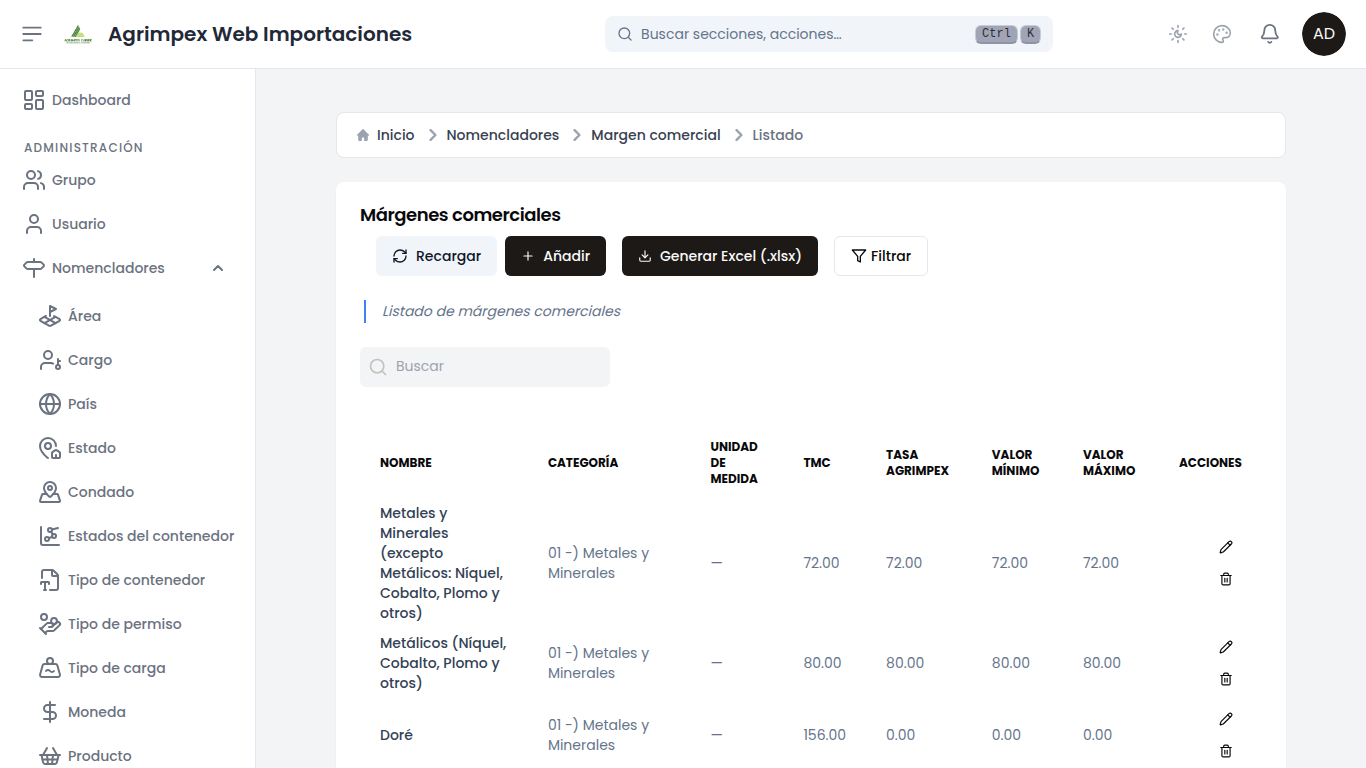 Agrimpex Web Importaciones
Buscar secciones, acciones...
Ctrl K
AD
Dashboard
ADMINISTRACIÓN
Grupo
Usuario
Nomencladores
Área
Cargo
País
Estado
Condado
Estados del contenedor
Tipo de contenedor
Tipo de permiso
Tipo de carga
Moneda
Producto
Inicio > Nomencladores > Margen comercial > Listado
Márgenes comerciales
Recargar
+ Añadir
Generar Excel (.xlsx)
Filtrar
Listado de márgenes comerciales
Buscar
NOMBRE
CATEGORÍA
UNIDAD
DE
MEDIDA
TMC
TASA
AGRIMPEX
VALOR
MÍNIMO
VALOR
MÁXIMO
ACCIONES
Metales y
Minerales
(excepto
Metálicos: Níquel,
Cobalto, Plomo y
otros)
01 -) Metales y
Minerales
—
72.00
72.00
72.00
72.00
Metálicos (Níquel,
Cobalto, Plomo y
otros)
01 -) Metales y
Minerales
—
80.00
80.00
80.00
80.00
Doré
01 -) Metales y
Minerales
—
156.00
0.00
0.00
0.00